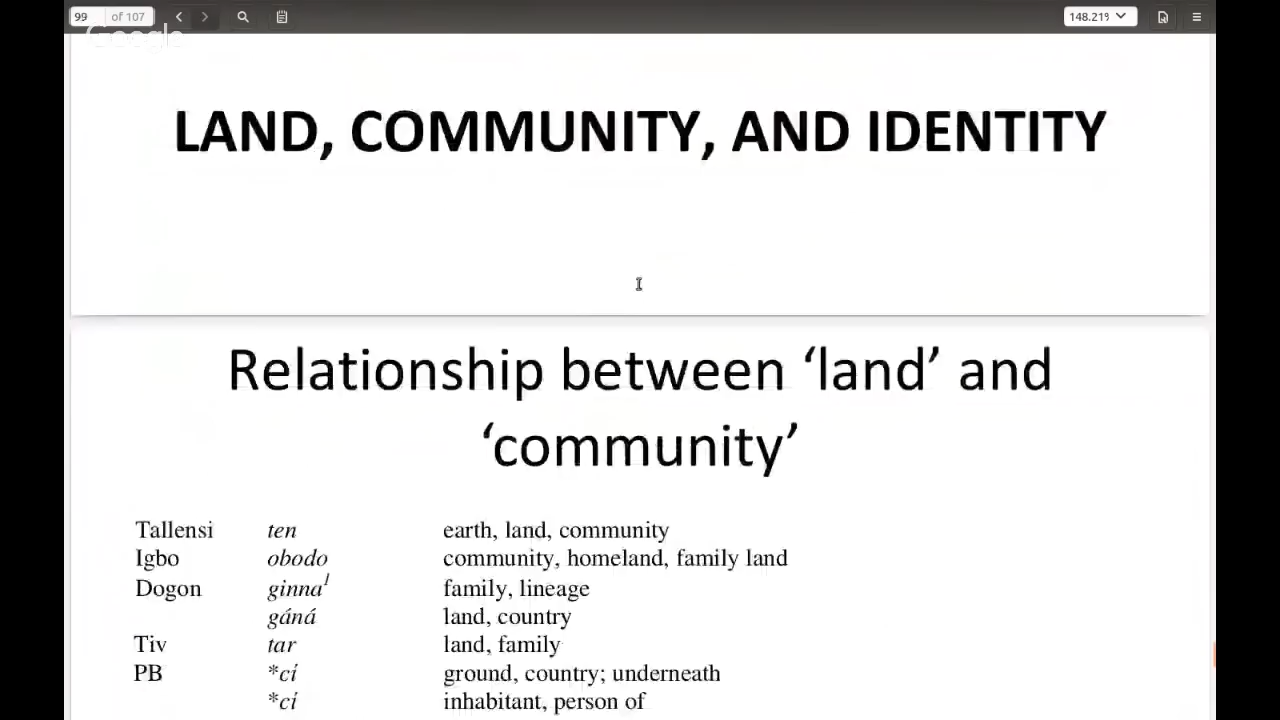 99 of 107
148.21%
Google
LAND, COMMUNITY, AND IDENTITY
Relationship between ‘land’ and
‘community’
Tallensi ten earth, land, community
Igbo obodo community, homeland, family land
Dogon ginna¹ family, lineage
gáná land, country
Tiv tar land, family
PB *cí ground, country; underneath
*cí inhabitant, person of